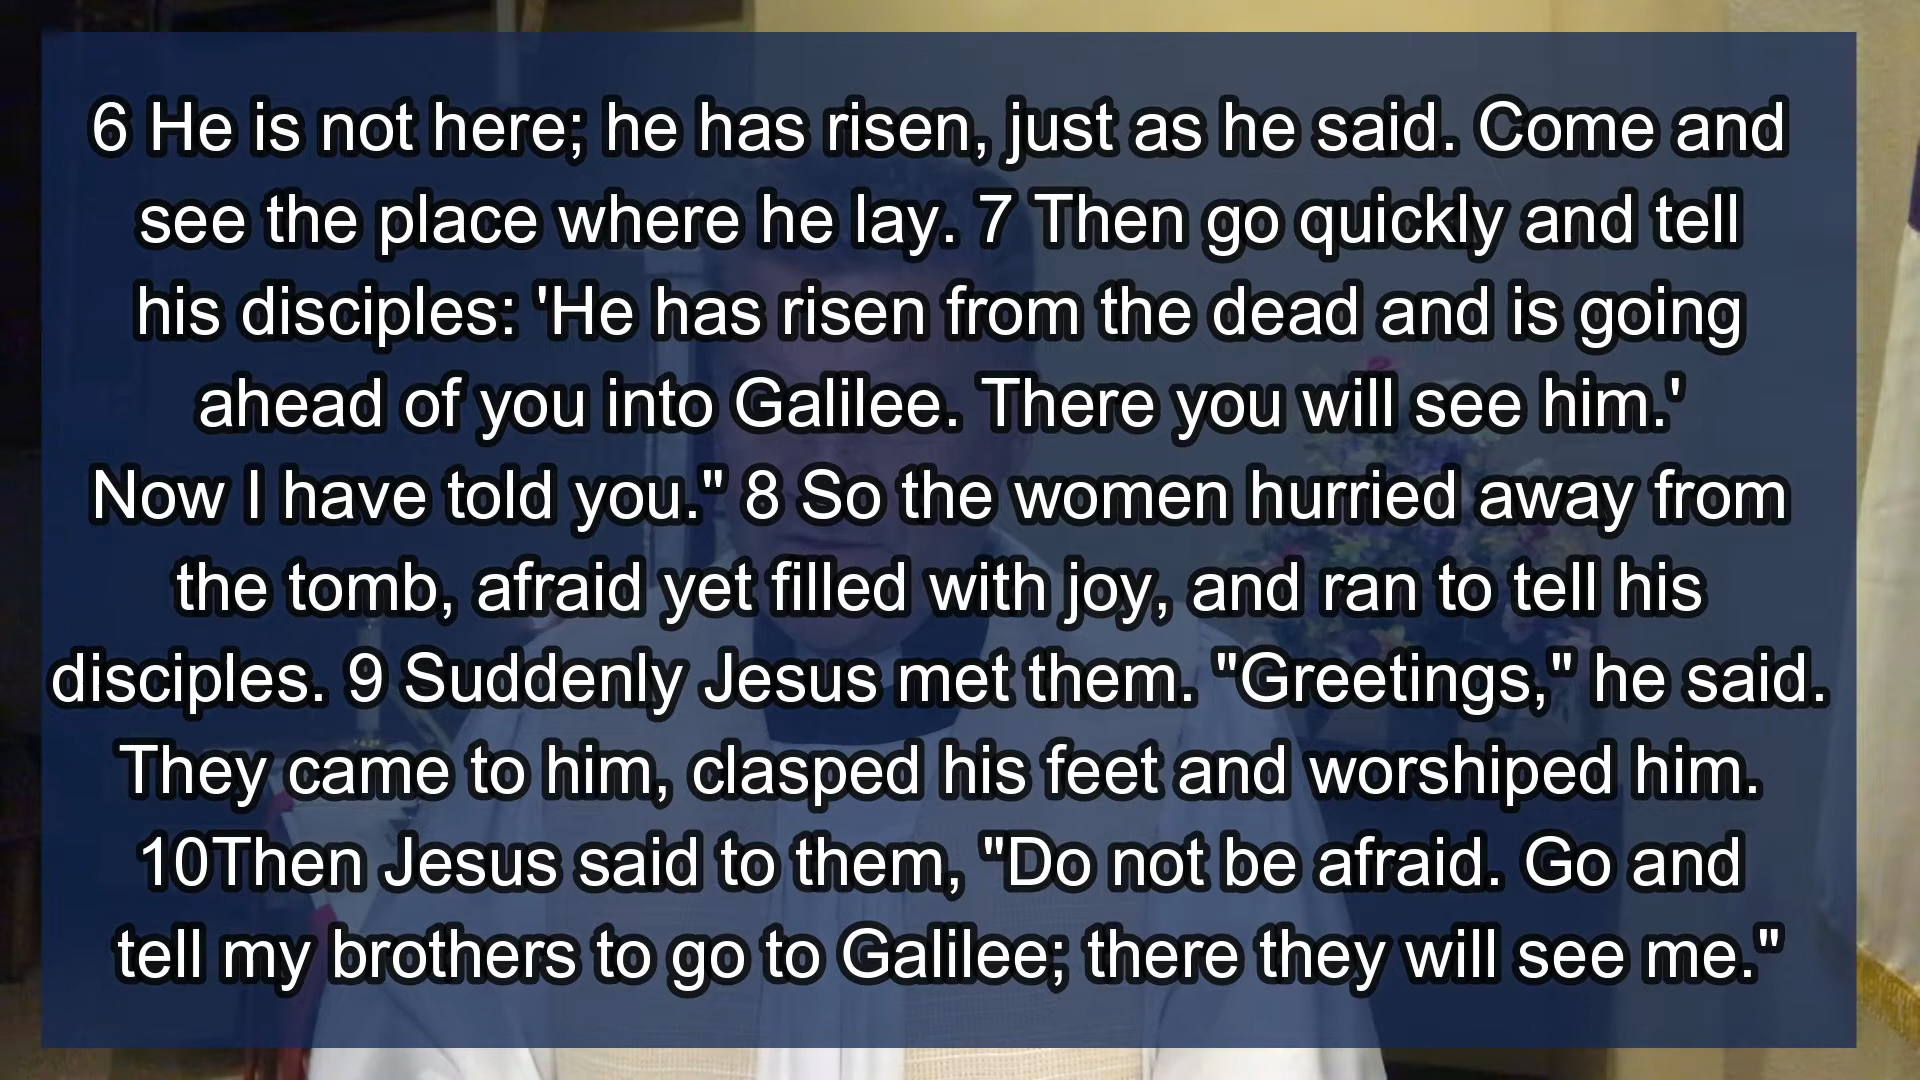 6 He is not here; he has risen, just as he said. Come and
see the place where he lay. 7 Then go quickly and tell
his disciples: 'He has risen from the dead and is going
ahead of you into Galilee. There you will see him.'
Now I have told you." 8 So the women hurried away from
the tomb, afraid yet filled with joy, and ran to tell his
disciples. 9 Suddenly Jesus met them. "Greetings," he said.
They came to him, clasped his feet and worshiped him.
10Then Jesus said to them, "Do not be afraid. Go and
tell my brothers to go to Galilee; there they will see me."